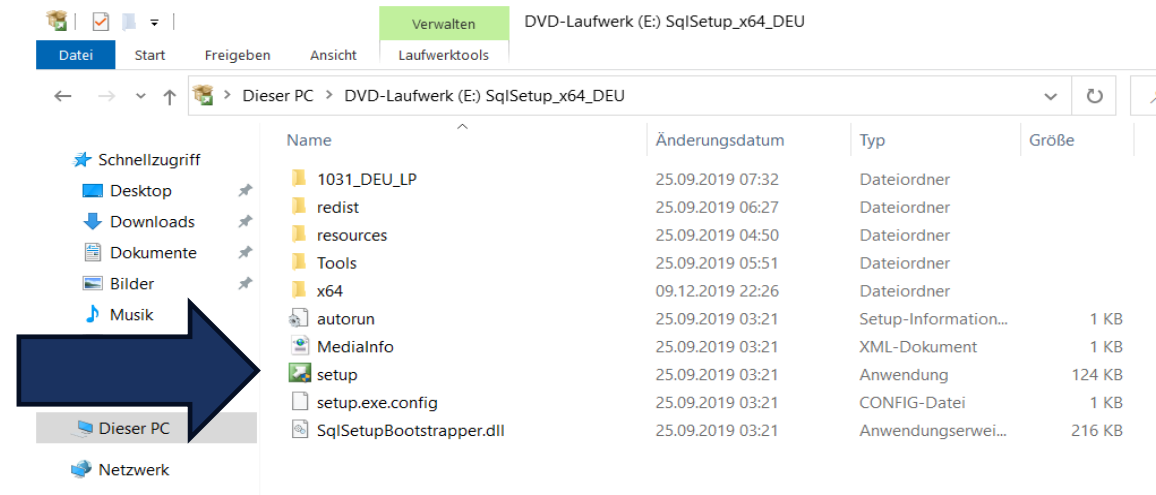 Verwalten DVD-Laufwerk (E:) SqlSetup_x64_DEU
Datei Start Freigeben Ansicht Laufwerktools
Dieser PC > DVD-Laufwerk (E:) SqlSetup_x64_DEU
Name Änderungsdatum Typ Größe
Schnellzugriff
Desktop
Downloads
Dokumente
Bilder
Musik
Dieser PC
Netzwerk
1031_DEU_LP 25.09.2019 07:32 Dateiordner
redist 25.09.2019 06:27 Dateiordner
resources 25.09.2019 04:50 Dateiordner
Tools 25.09.2019 05:51 Dateiordner
x64 09.12.2019 22:26 Dateiordner
autorun 25.09.2019 03:21 Setup-Information... 1 KB
MediaInfo 25.09.2019 03:21 XML-Dokument 1 KB
setup 25.09.2019 03:21 Anwendung 124 KB
setup.exe.config 25.09.2019 03:21 CONFIG-Datei 1 KB
SqlSetupBootstrapper.dll 25.09.2019 03:21 Anwendungserwei... 216 KB